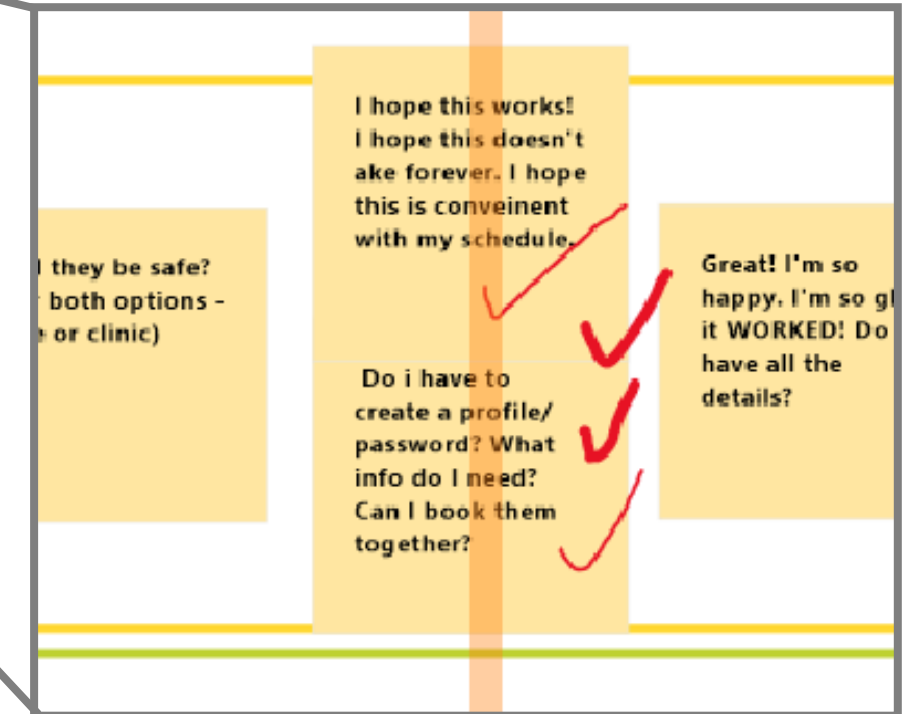 I hope this works!
I hope this doesn't
ake forever. I hope
this is conveinent
with my schedule.
they be safe?
both options -
or clinic)
Do i have to
create a profile/
password? What
info do I need?
Can I book them
together?
Great! I'm so
happy. I'm so gl
it WORKED! Do
have all the
details?